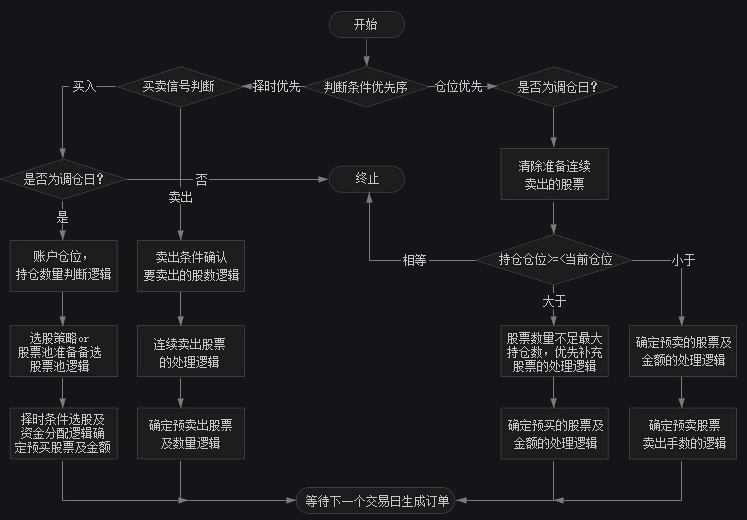 开始
买入
买卖信号判断
择时优先
判断条件优先序
仓位优先
是否为调仓日？
是否为调仓日？
否
终止
清除准备连续
卖出的股票
是
卖出
账户仓位，
持仓数量判断逻辑
卖出条件确认
要卖出的股数逻辑
相等
持仓仓位>=<当前仓位
小于
大于
选股策略or
股票池准备备选
股票池逻辑
连续卖出股票
的处理逻辑
股票数量不足最大
持仓数，优先补充
股票的处理逻辑
确定预卖的股票及
金额的处理逻辑
择时条件选股及
资金分配逻辑确
定预买股票及金额
确定预卖出股票
及数量逻辑
确定预买的股票及
金额的处理逻辑
确定预卖股票
卖出手数的逻辑
等待下一个交易日生成订单